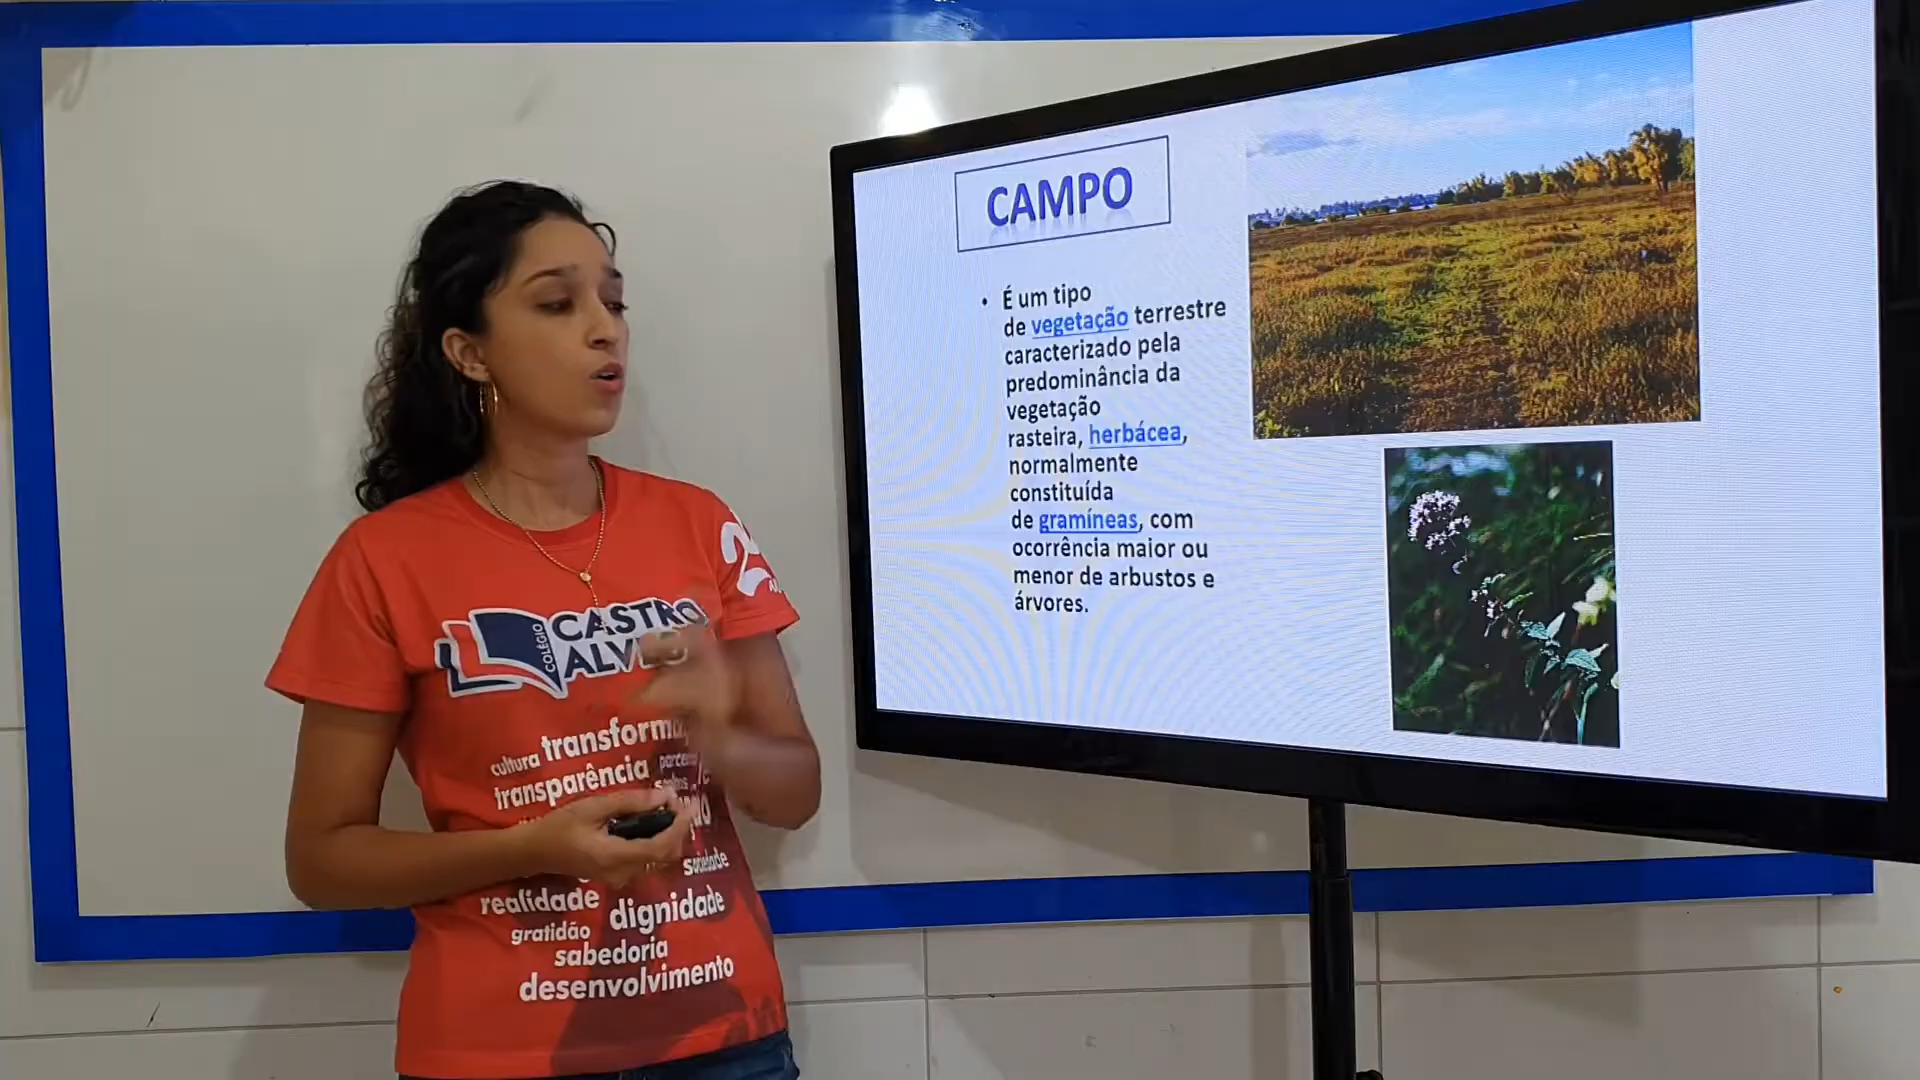 CAMPO
• É um tipo
de vegetação terrestre
caracterizado pela
predominância da
vegetação
rasteira, herbácea,
normalmente
constituída
de gramíneas, com
ocorrência maior ou
menor de arbustos e
árvores.
COLÉGIO
CASTRO
cultura
transparência
sociedade
realidade dignidade
gratidão
sabedoria
desenvolvimento